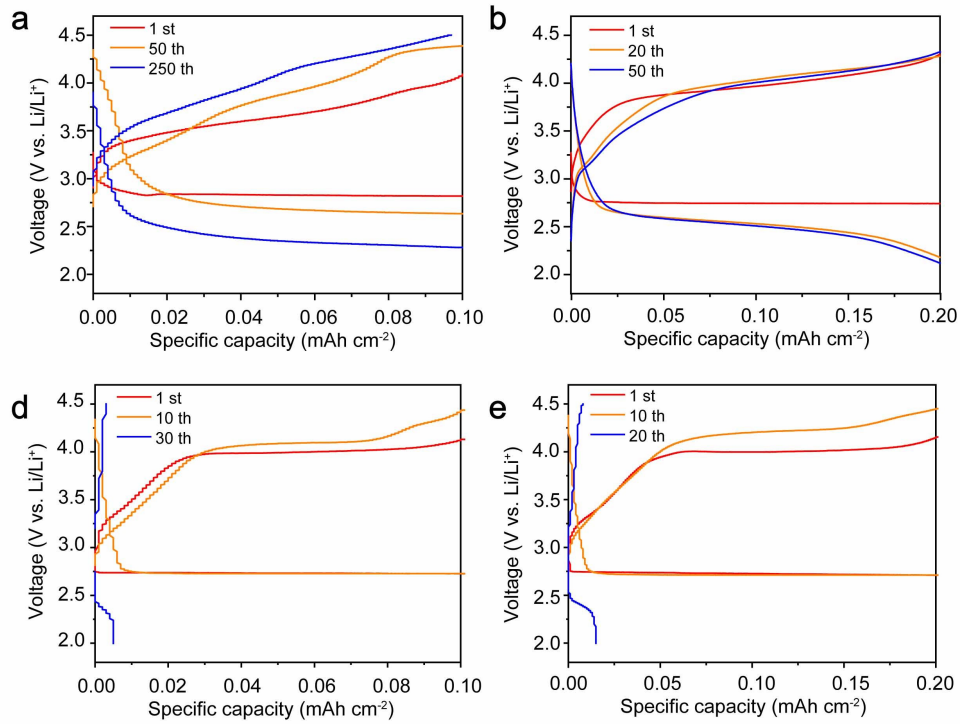 a
1 st
50 th
250 th
4.5
4.0
3.5
3.0
2.5
2.0
Voltage (V vs. Li/Li⁺)
0.00 0.02 0.04 0.06 0.08 0.10
Specific capacity (mAh cm⁻²)
b
1 st
20 th
50 th
4.5
4.0
3.5
3.0
2.5
2.0
Voltage (V vs. Li/Li⁺)
0.00 0.05 0.10 0.15 0.20
Specific capacity (mAh cm⁻²)
d
1 st
10 th
30 th
4.5
4.0
3.5
3.0
2.5
2.0
Voltage (V vs. Li/Li⁺)
0.00 0.02 0.04 0.06 0.08 0.10
Specific capacity (mAh cm⁻²)
e
1 st
10 th
20 th
4.5
4.0
3.5
3.0
2.5
2.0
Voltage (V vs. Li/Li⁺)
0.00 0.05 0.10 0.15 0.20
Specific capacity (mAh cm⁻²)